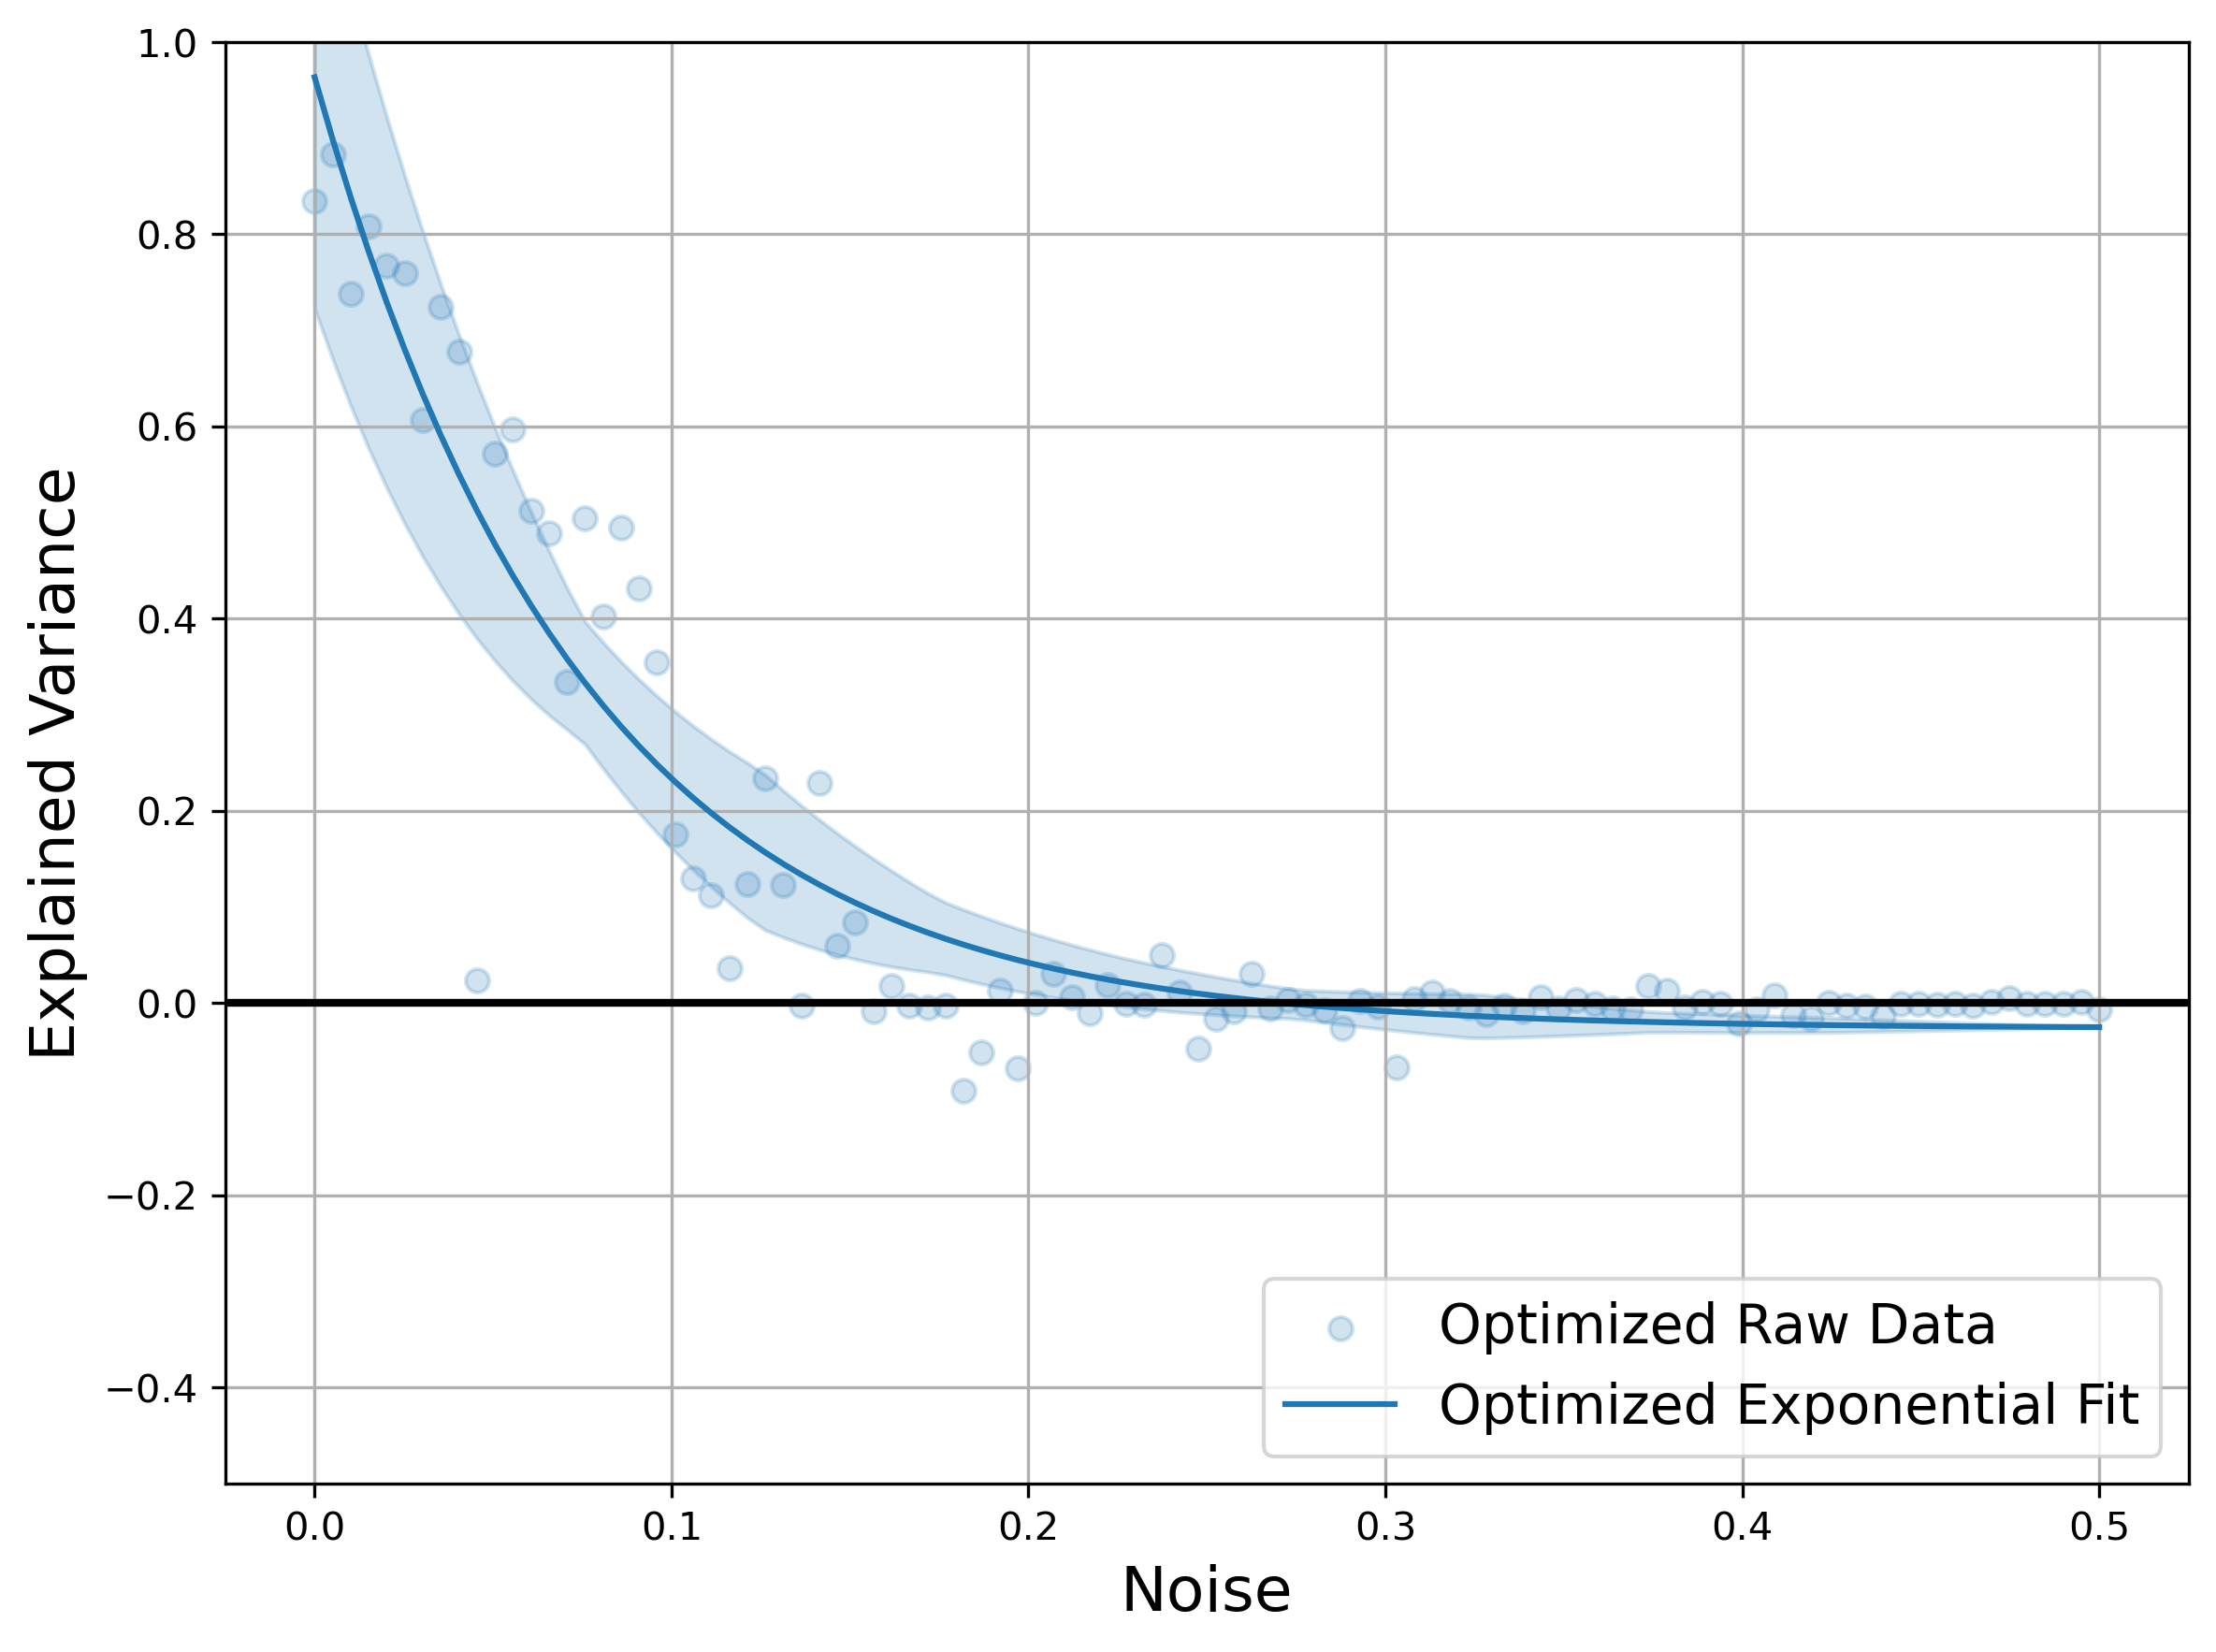 1.0
0.8
0.6
0.4
0.2
0.0
−0.2
−0.4
Explained Variance
0.0 0.1 0.2 0.3 0.4 0.5
Noise
Optimized Raw Data
Optimized Exponential Fit